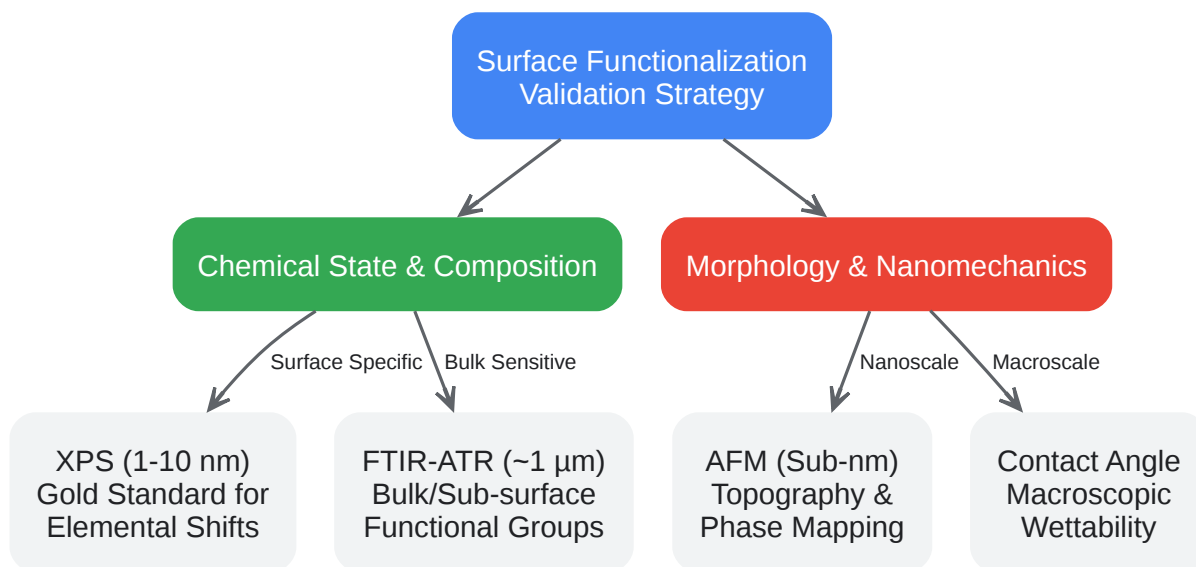 Surface Functionalization
Validation Strategy
Chemical State & Composition
Morphology & Nanomechanics
Surface Specific
Bulk Sensitive
Nanoscale
Macroscale
XPS (1-10 nm)
Gold Standard for
Elemental Shifts
FTIR-ATR (~1 µm)
Bulk/Sub-surface
Functional Groups
AFM (Sub-nm)
Topography &
Phase Mapping
Contact Angle
Macroscopic
Wettability